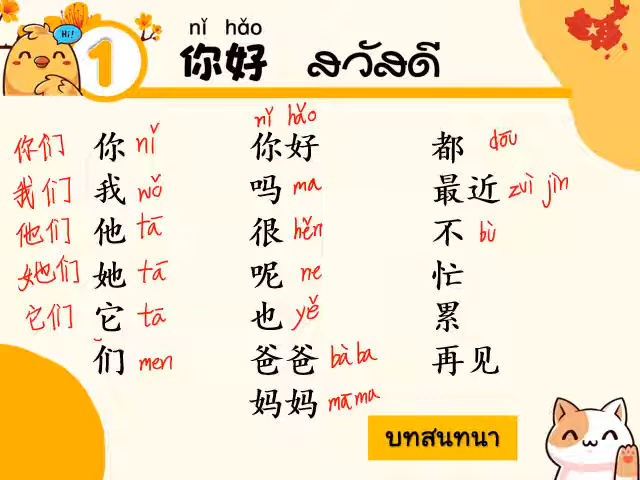 nǐ hǎo
Hi!
1 你好 สวัสดี
你们 你 nǐ
我们 我 wǒ
他们 他 tā
她们 她 tā
它们 它 tā
们 men
nǐ hǎo
你好
吗 ma
很 hěn
呢 ne
也 yě
爸爸 bàba
妈妈 māma
都 dōu
最近 zuì jìn
不 bù
忙
累
再见
บทสนทนา